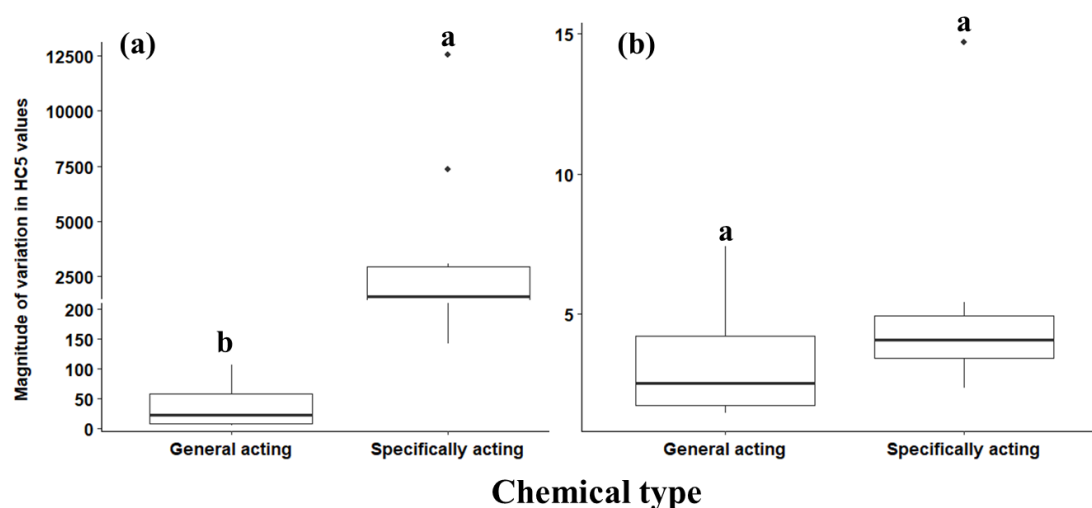 (a)
a
b
Magnitude of variation in HC5 values
12500
10000
7500
5000
2500
200
150
100
50
0
General acting
Specifically acting
(b)
a
a
15
10
5
General acting
Specifically acting
Chemical type